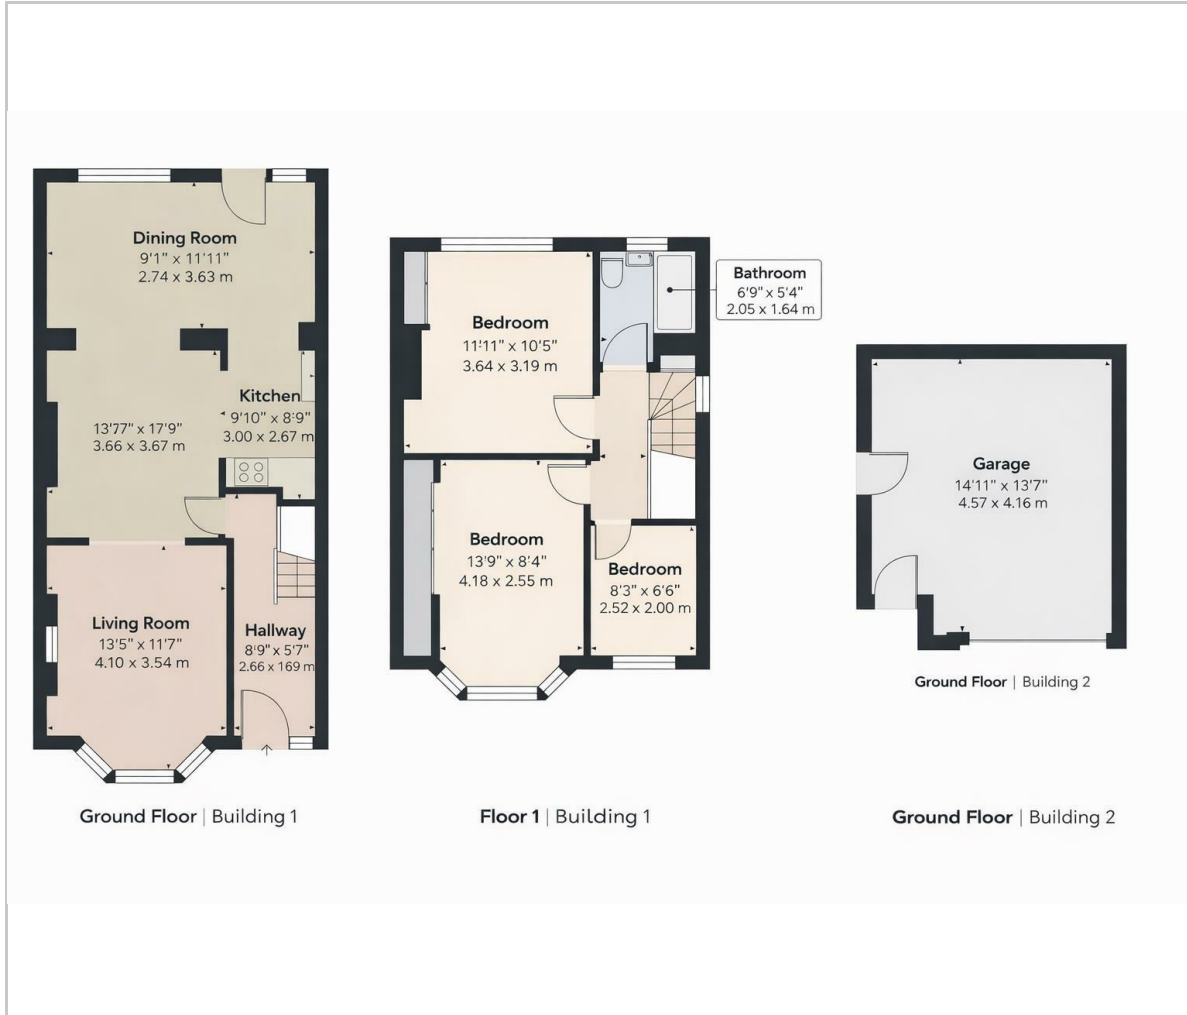 Dining Room
9'1" x 11'11"
2.74 x 3.63 m
Kitchen
9'10" x 8'9"
3.00 x 2.67 m
13'77" x 17'9"
3.66 x 3.67 m
Living Room
13'5" x 11'7"
4.10 x 3.54 m
Hallway
8'9" x 5'7"
2.66 x 169 m
Ground Floor | Building 1
Bedroom
11'11" x 10'5"
3.64 x 3.19 m
Bathroom
6'9" x 5'4"
2.05 x 1.64 m
Bedroom
13'9" x 8'4"
4.18 x 2.55 m
Bedroom
8'3" x 6'6"
2.52 x 2.00 m
Floor 1 | Building 1
Garage
14'11" x 13'7"
4.57 x 4.16 m
Ground Floor | Building 2
Ground Floor | Building 2